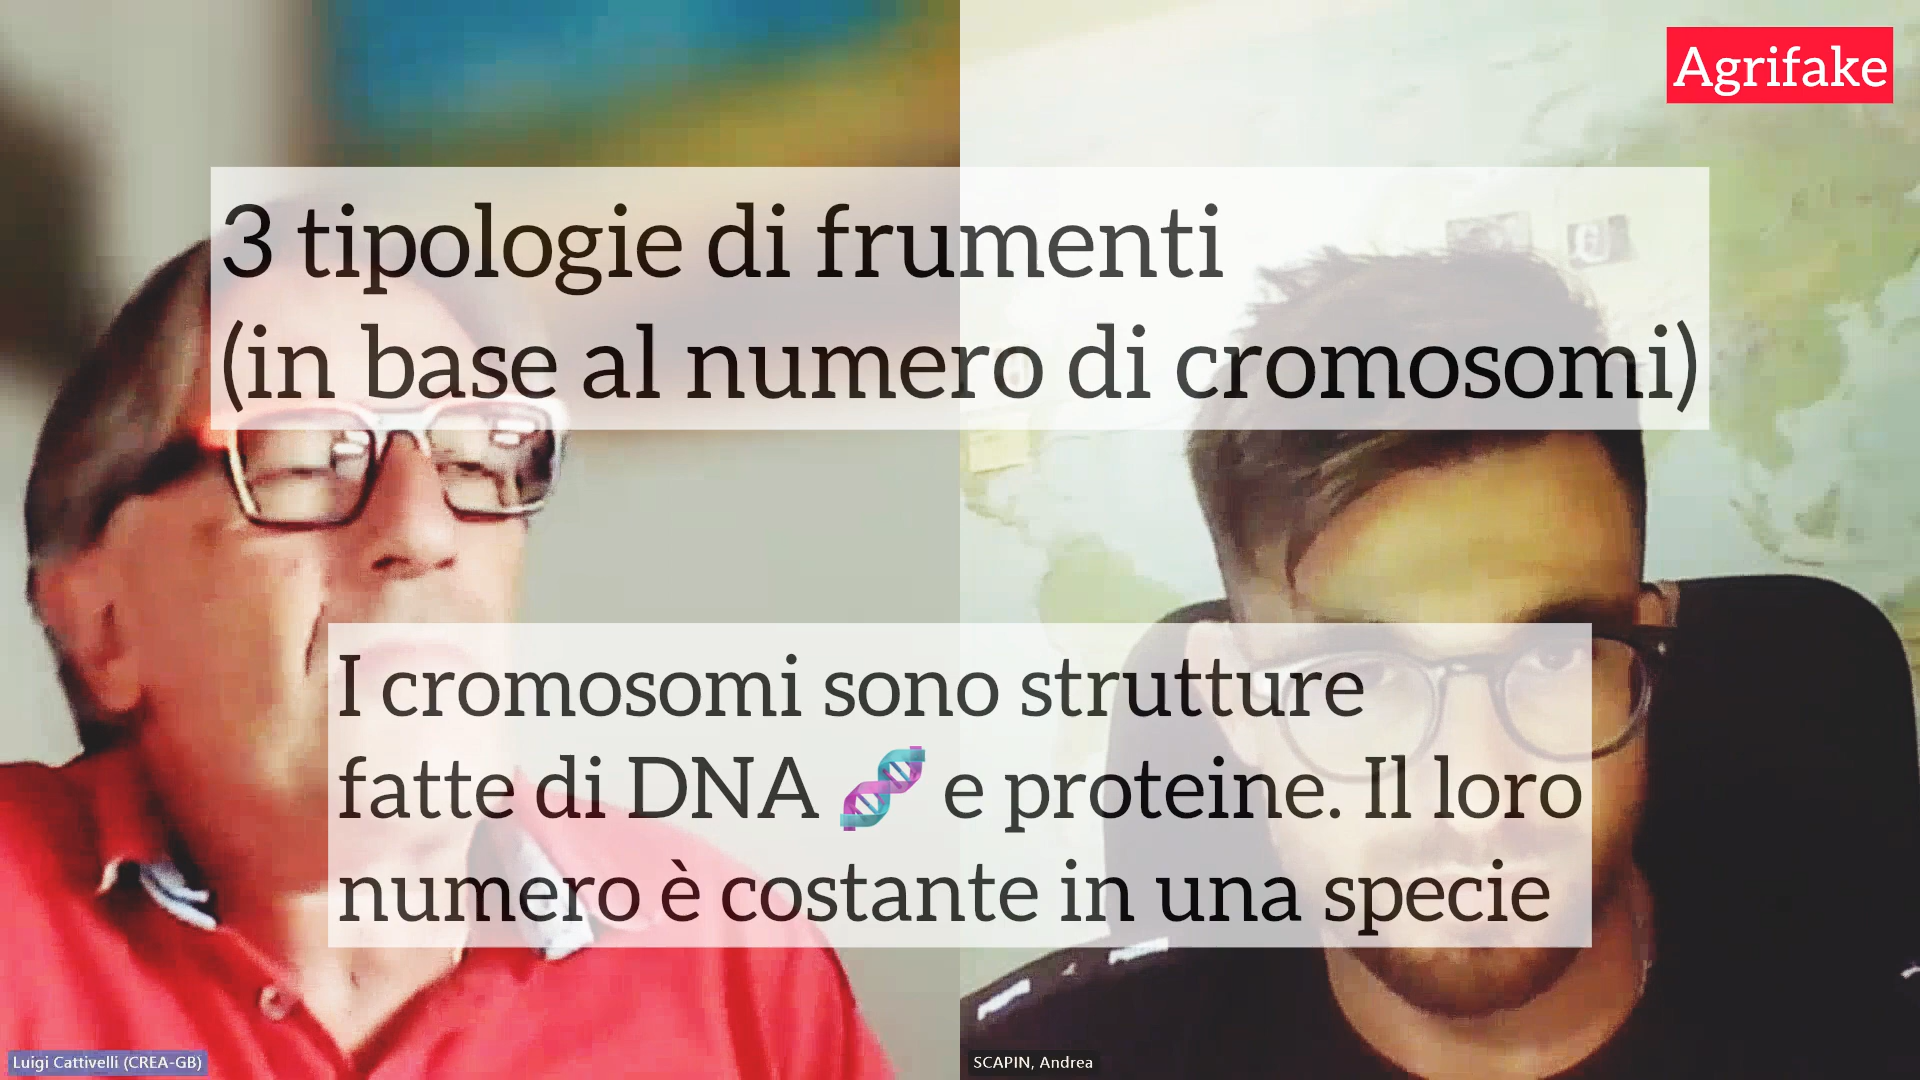 Agrifake
3 tipologie di frumenti
(in base al numero di cromosomi)
I cromosomi sono strutture
fatte di DNA 🧬 e proteine. Il loro
numero è costante in una specie
Luigi Cattivelli (CREA-GB)
SCAPIN, Andrea